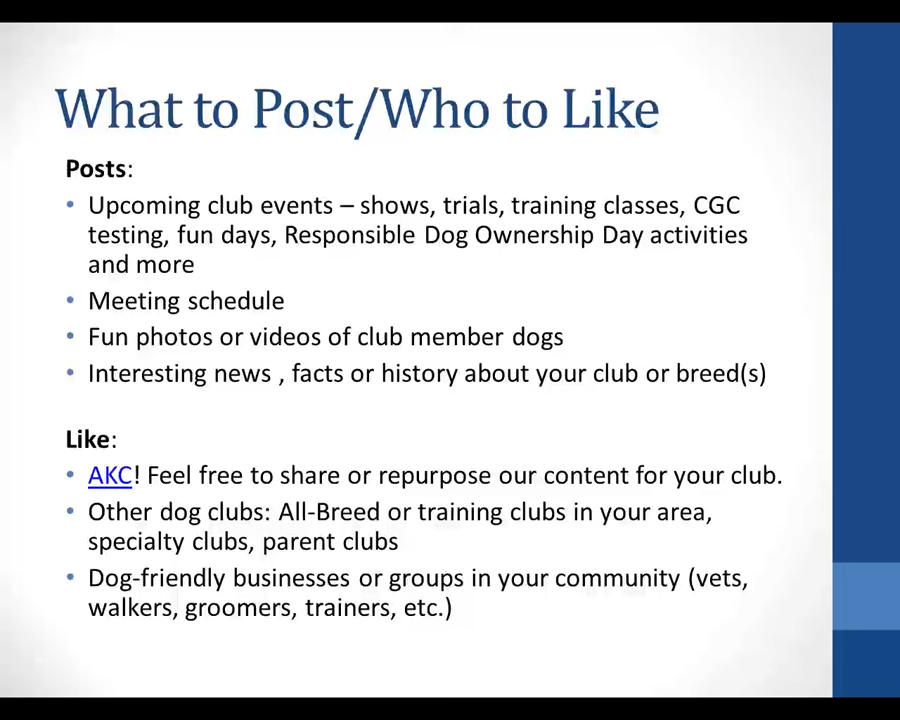 What to Post/Who to Like
Posts:
• Upcoming club events – shows, trials, training classes, CGC
testing, fun days, Responsible Dog Ownership Day activities
and more
• Meeting schedule
• Fun photos or videos of club member dogs
• Interesting news , facts or history about your club or breed(s)
Like:
• AKC! Feel free to share or repurpose our content for your club.
• Other dog clubs: All-Breed or training clubs in your area,
specialty clubs, parent clubs
• Dog-friendly businesses or groups in your community (vets,
walkers, groomers, trainers, etc.)